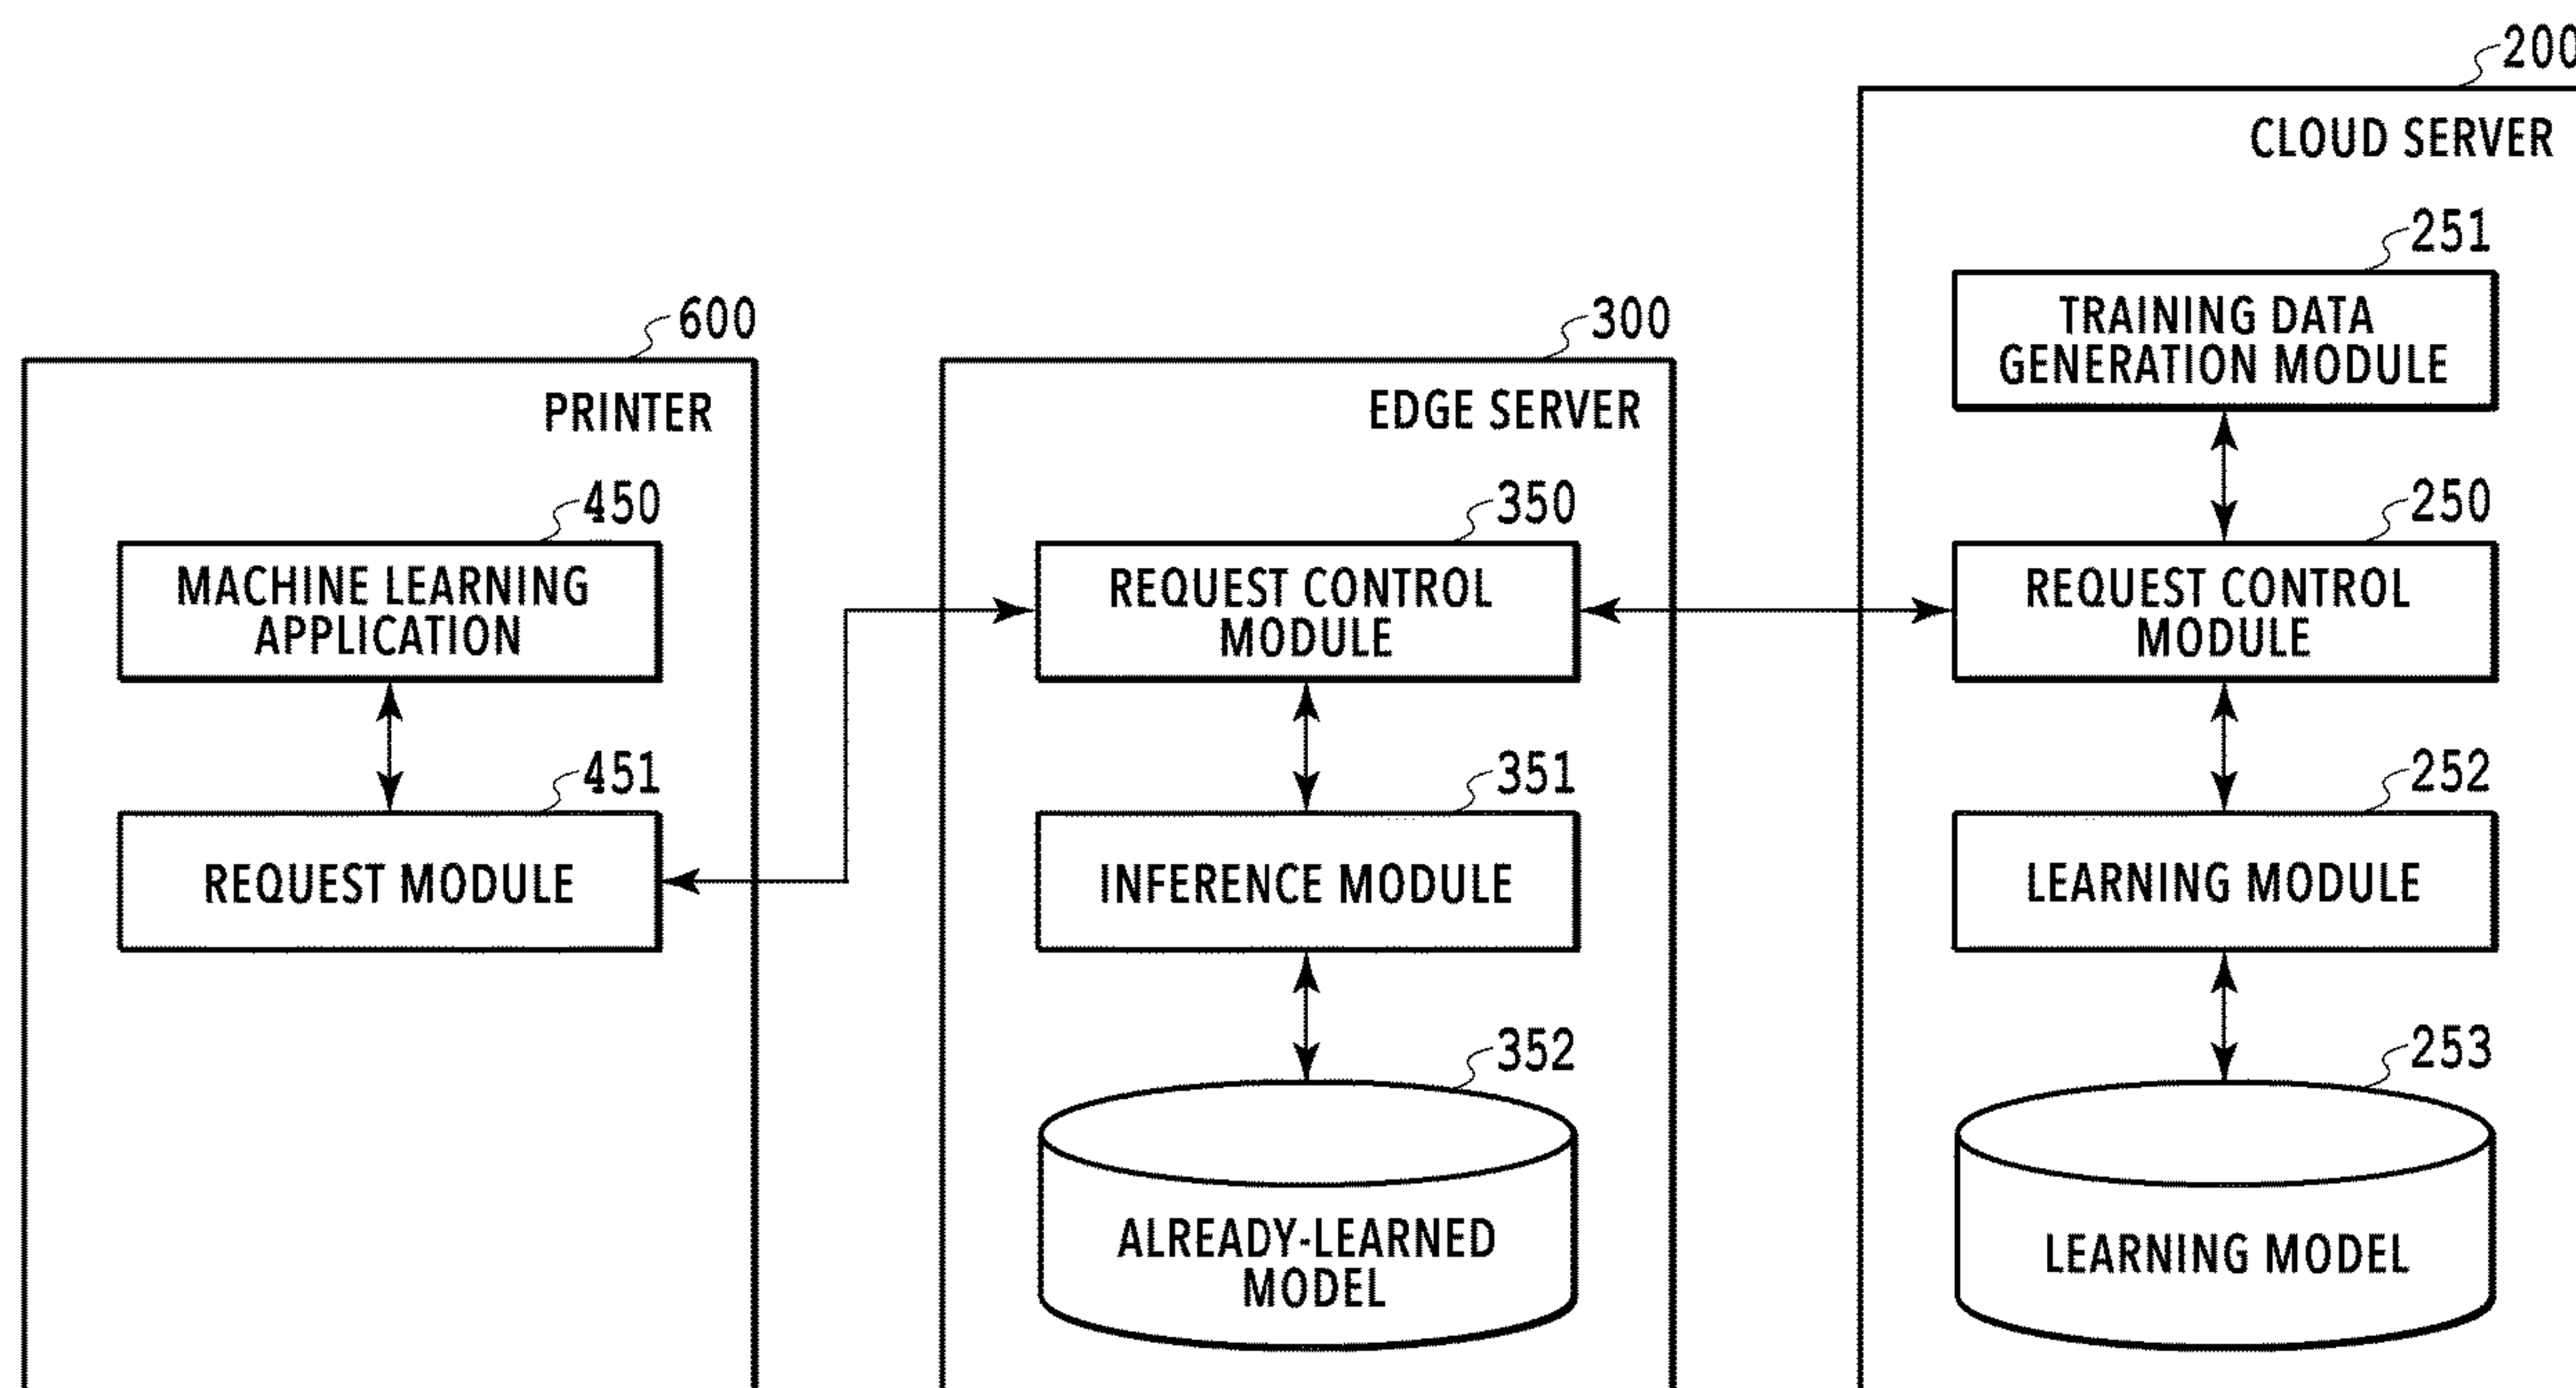 200
CLOUD SERVER
251
TRAINING DATA
GENERATION MODULE
600
PRINTER
300
EDGE SERVER
450
MACHINE LEARNING
APPLICATION
350
REQUEST CONTROL
MODULE
250
REQUEST CONTROL
MODULE
451
REQUEST MODULE
351
INFERENCE MODULE
252
LEARNING MODULE
352
ALREADY-LEARNED
MODEL
253
LEARNING MODEL